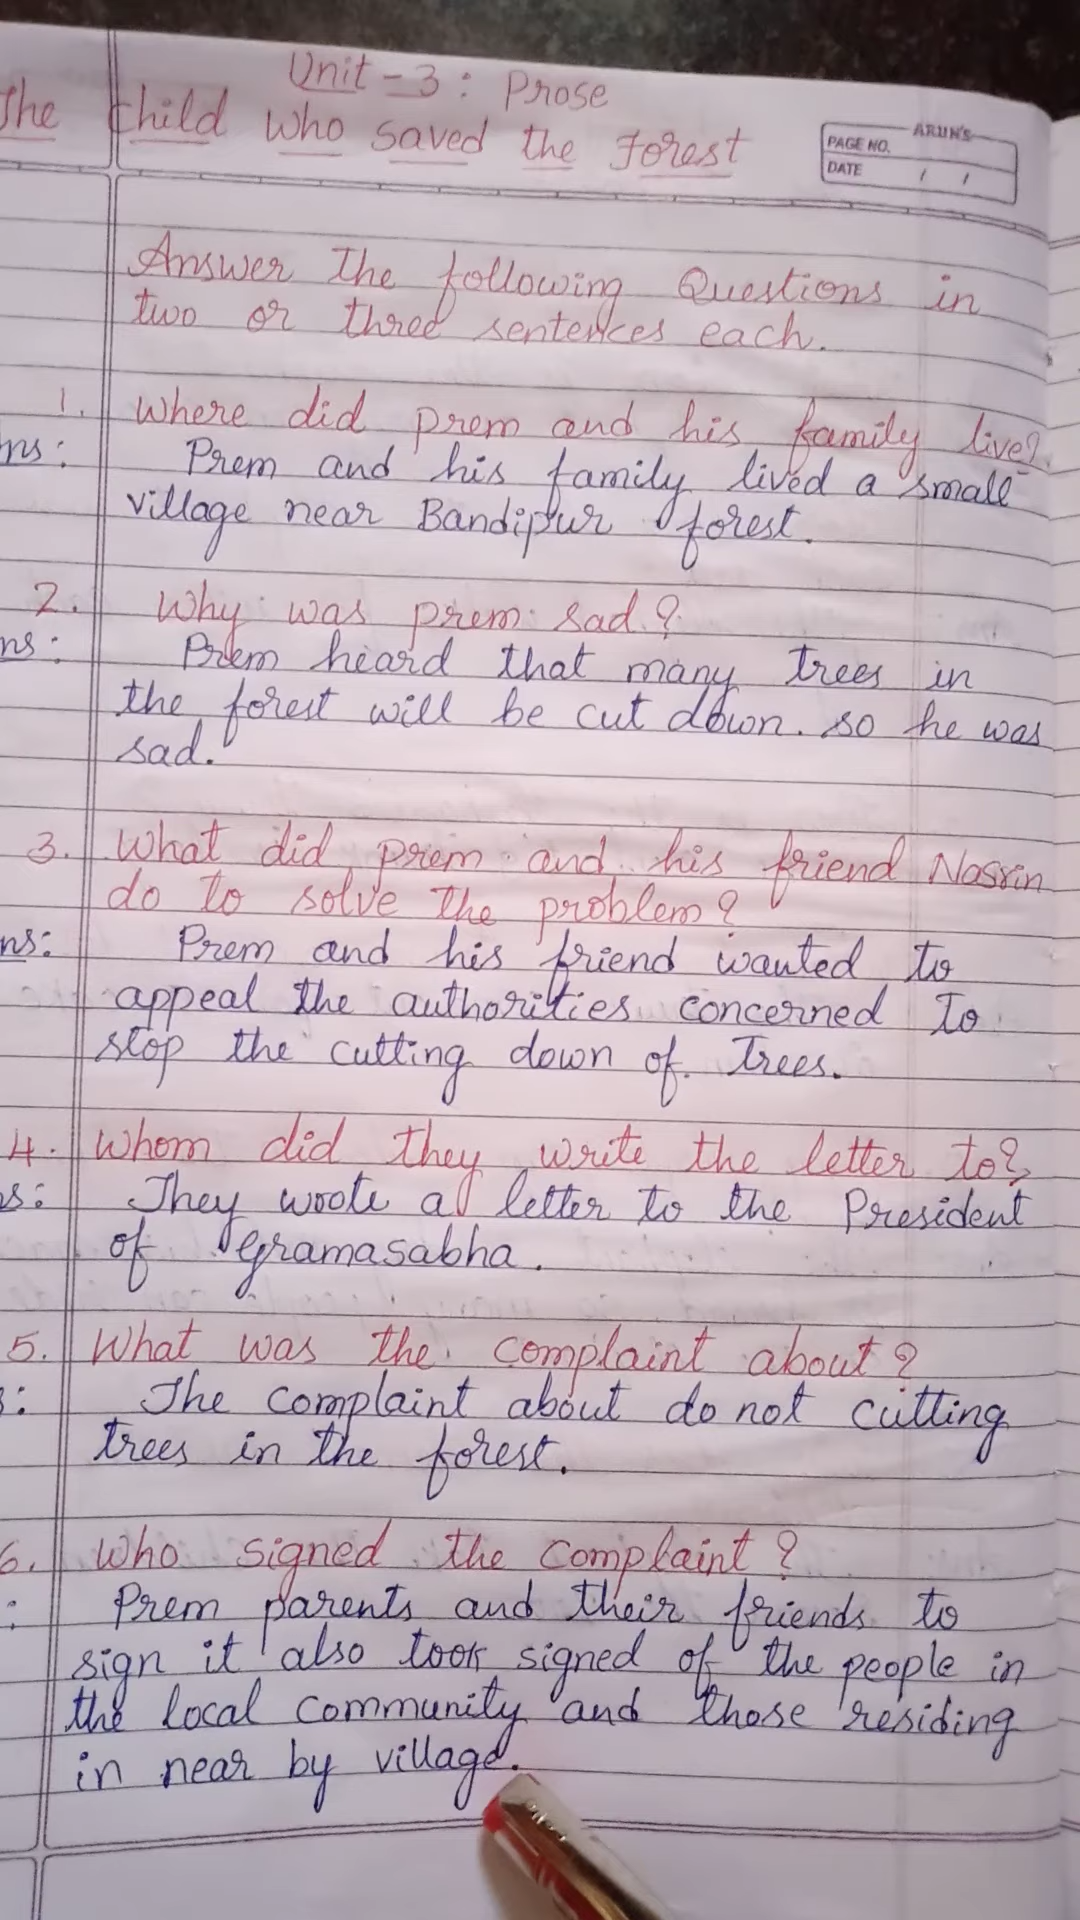 Unit - 3 : Prose
The Child Who saved the Forest
ARUN'S
PAGE NO.
DATE / /
Answer The following Questions in
two or three sentences each.
1. Where did prem and his family live?
ns: Prem and his family lived a small
village near Bandipur forest.
2. Why was prem sad?
ns: Prem heard that many trees in
the forest will be cut down. so he was
sad.
3. What did prem and his friend Nasrin
do to solve the problem?
ns: Prem and his friend wanted to
appeal the authorities concerned to
stop the cutting down of trees.
4. Whom did they write the letter to?
s: They wrote a letter to the President
of gramasabha.
5. What was the complaint about?
s: The complaint about do not cutting
trees in the forest.
6. Who signed the complaint?
: Prem parents and their friends to
sign it also took signed of the people in
the local community and those residing
in near by village.